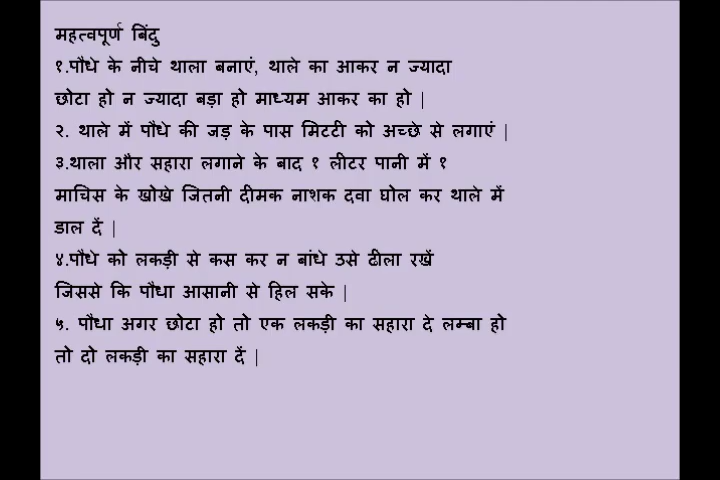 महत्वपूर्ण बिंदु
१.पौधे के नीचे थाला बनाएं, थाले का आकर न ज्यादा
छोटा हो न ज्यादा बड़ा हो माध्यम आकर का हो |
२. थाले में पौधे की जड़ के पास मिटटी को अच्छे से लगाएं |
३.थाला और सहारा लगाने के बाद १ लीटर पानी में १
माचिस के खोखे जितनी दीमक नाशक दवा घोल कर थाले में
डाल दें |
४.पौधे को लकड़ी से कस कर न बांधे उसे ढीला रखें
जिससे कि पौधा आसानी से हिल सके |
५. पौधा अगर छोटा हो तो एक लकड़ी का सहारा दे लम्बा हो
तो दो लकड़ी का सहारा दें |